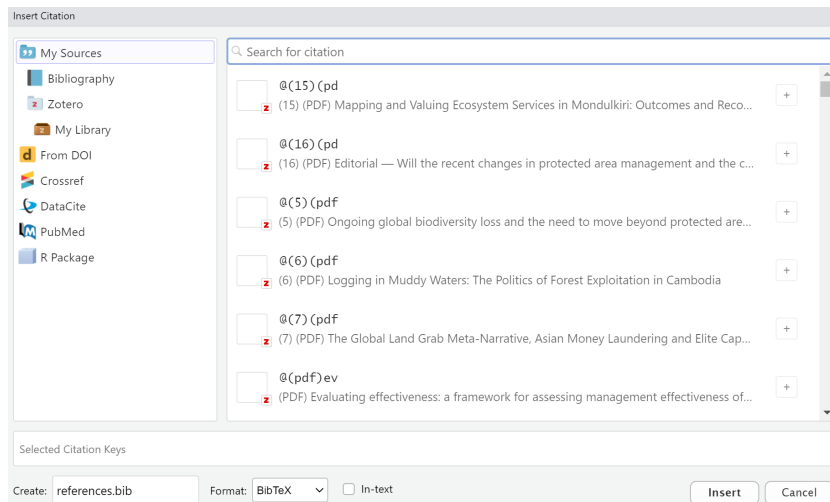 Insert Citation
My Sources
Bibliography
Zotero
My Library
From DOI
Crossref
DataCite
PubMed
R Package
Search for citation
@(15)(pd
(15) (PDF) Mapping and Valuing Ecosystem Services in Mondulkiri: Outcomes and Reco...
@(16)(pd
(16) (PDF) Editorial — Will the recent changes in protected area management and the c...
@(5)(pdf
(5) (PDF) Ongoing global biodiversity loss and the need to move beyond protected are...
@(6)(pdf
(6) (PDF) Logging in Muddy Waters: The Politics of Forest Exploitation in Cambodia
@(7)(pdf
(7) (PDF) The Global Land Grab Meta-Narrative, Asian Money Laundering and Elite Cap...
@(pdf)ev
(PDF) Evaluating effectiveness: a framework for assessing management effectiveness of...
Selected Citation Keys
Create: references.bib Format: BibTeX In-text Insert Cancel